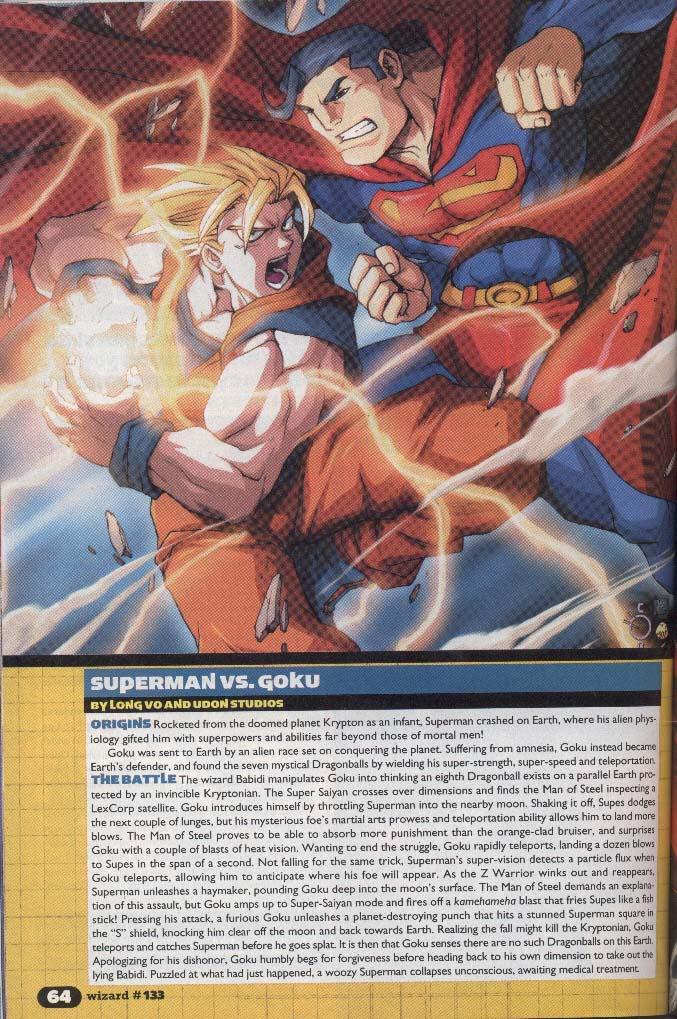 SUPERMAN VS. GOKU
BY LONG VO AND UDON STUDIOS
ORIGINS Rocketed from the doomed planet Krypton as an infant, Superman crashed on Earth, where his alien phys-
iology gifted him with superpowers and abilities far beyond those of mortal men!
Goku was sent to Earth by an alien race set on conquering the planet. Suffering from amnesia, Goku instead became
Earth's defender, and found the seven mystical Dragonballs by wielding his super-strength, super-speed and teleportation.
THE BATTLE The wizard Babidi manipulates Goku into thinking an eighth Dragonball exists on a parallel Earth pro-
tected by an invincible Kryptonian. The Super Saiyan crosses over dimensions and finds the Man of Steel inspecting a
LexCorp satellite. Goku introduces himself by throttling Superman into the nearby moon. Shaking it off, Supes dodges
the next couple of lunges, but his mysterious foe's martial arts prowess and teleportation ability allows him to land more
blows. The Man of Steel proves to be able to absorb more punishment than the orange-clad bruiser, and surprises
Goku with a couple of blasts of heat vision. Wanting to end the struggle, Goku rapidly teleports, landing a dozen blows
to Supes in the span of a second. Not falling for the same trick, Superman's super-vision detects a particle flux when
Goku teleports, allowing him to anticipate where his foe will appear. As the Z Warrior winks out and reappears,
Superman unleashes a haymaker, pounding Goku deep into the moon's surface. The Man of Steel demands an explana-
tion of this assault, but Goku amps up to Super-Saiyan mode and fires off a kamehameha blast that fries Supes like a fish
stick! Pressing his attack, a furious Goku unleashes a planet-destroying punch that hits a stunned Superman square in
the "S" shield, knocking him clear off the moon and back towards Earth. Realizing the fall might kill the Kryptonian, Goku
teleports and catches Superman before he goes splat. It is then that Goku senses there are no such Dragonballs on this Earth.
Apologizing for his dishonor, Goku humbly begs for forgiveness before heading back to his own dimension to take out the
lying Babidi. Puzzled at what had just happened, a woozy Superman collapses unconscious, awaiting medical treatment.
64 wizard #133